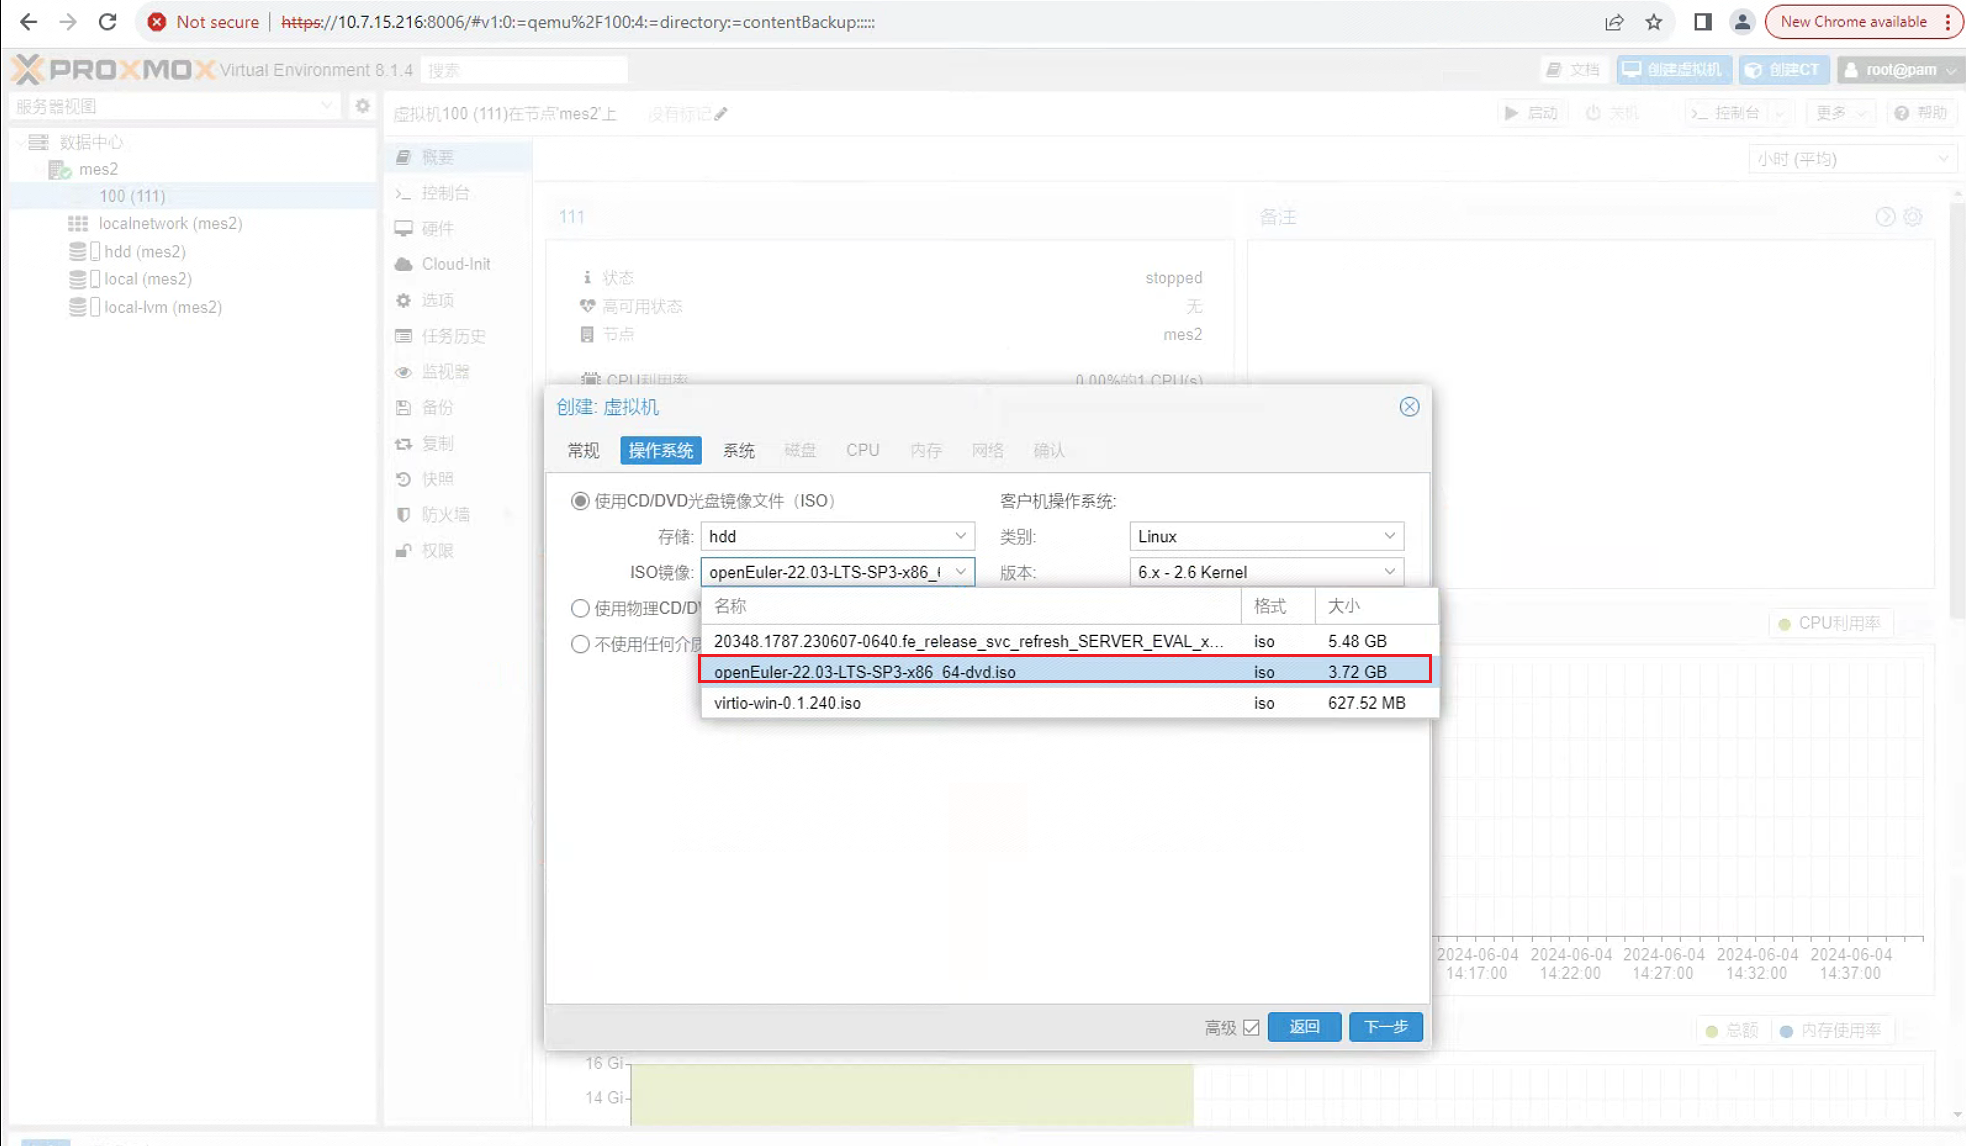 Not secure https://10.7.15.216:8006/#v1:0:=qemu%2F100:4:=directory:=contentBackup:::::
New Chrome available
PROXMOX Virtual Environment 8.1.4 搜索
文档 创建虚拟机 创建CT root@pam
服务器视图
虚拟机100 (111)在节点'mes2'上 没有标记
启动 关机 控制台 更多 帮助
数据中心
mes2
100 (111)
localnetwork (mes2)
hdd (mes2)
local (mes2)
local-lvm (mes2)
概要
控制台
硬件
Cloud-Init
选项
任务历史
监视器
备份
复制
快照
防火墙
权限
小时 (平均)
111
备注
状态 stopped
高可用状态 无
节点 mes2
CPU利用率 0.00%的1 CPU(s)
创建: 虚拟机
常规 操作系统 系统 磁盘 CPU 内存 网络 确认
使用CD/DVD光盘镜像文件（ISO） 客户机操作系统:
存储: hdd 类别: Linux
ISO镜像: openEuler-22.03-LTS-SP3-x86_6 版本: 6.x - 2.6 Kernel
使用物理CD/DV
不使用任何介质
名称 格式 大小
20348.1787.230607-0640.fe_release_svc_refresh_SERVER_EVAL_x... iso 5.48 GB
openEuler-22.03-LTS-SP3-x86_64-dvd.iso iso 3.72 GB
virtio-win-0.1.240.iso iso 627.52 MB
高级 返回 下一步
CPU利用率
2024-06-04 2024-06-04 2024-06-04 2024-06-04 2024-06-04
14:17:00 14:22:00 14:27:00 14:32:00 14:37:00
总额 内存使用率
16 Gi
14 Gi